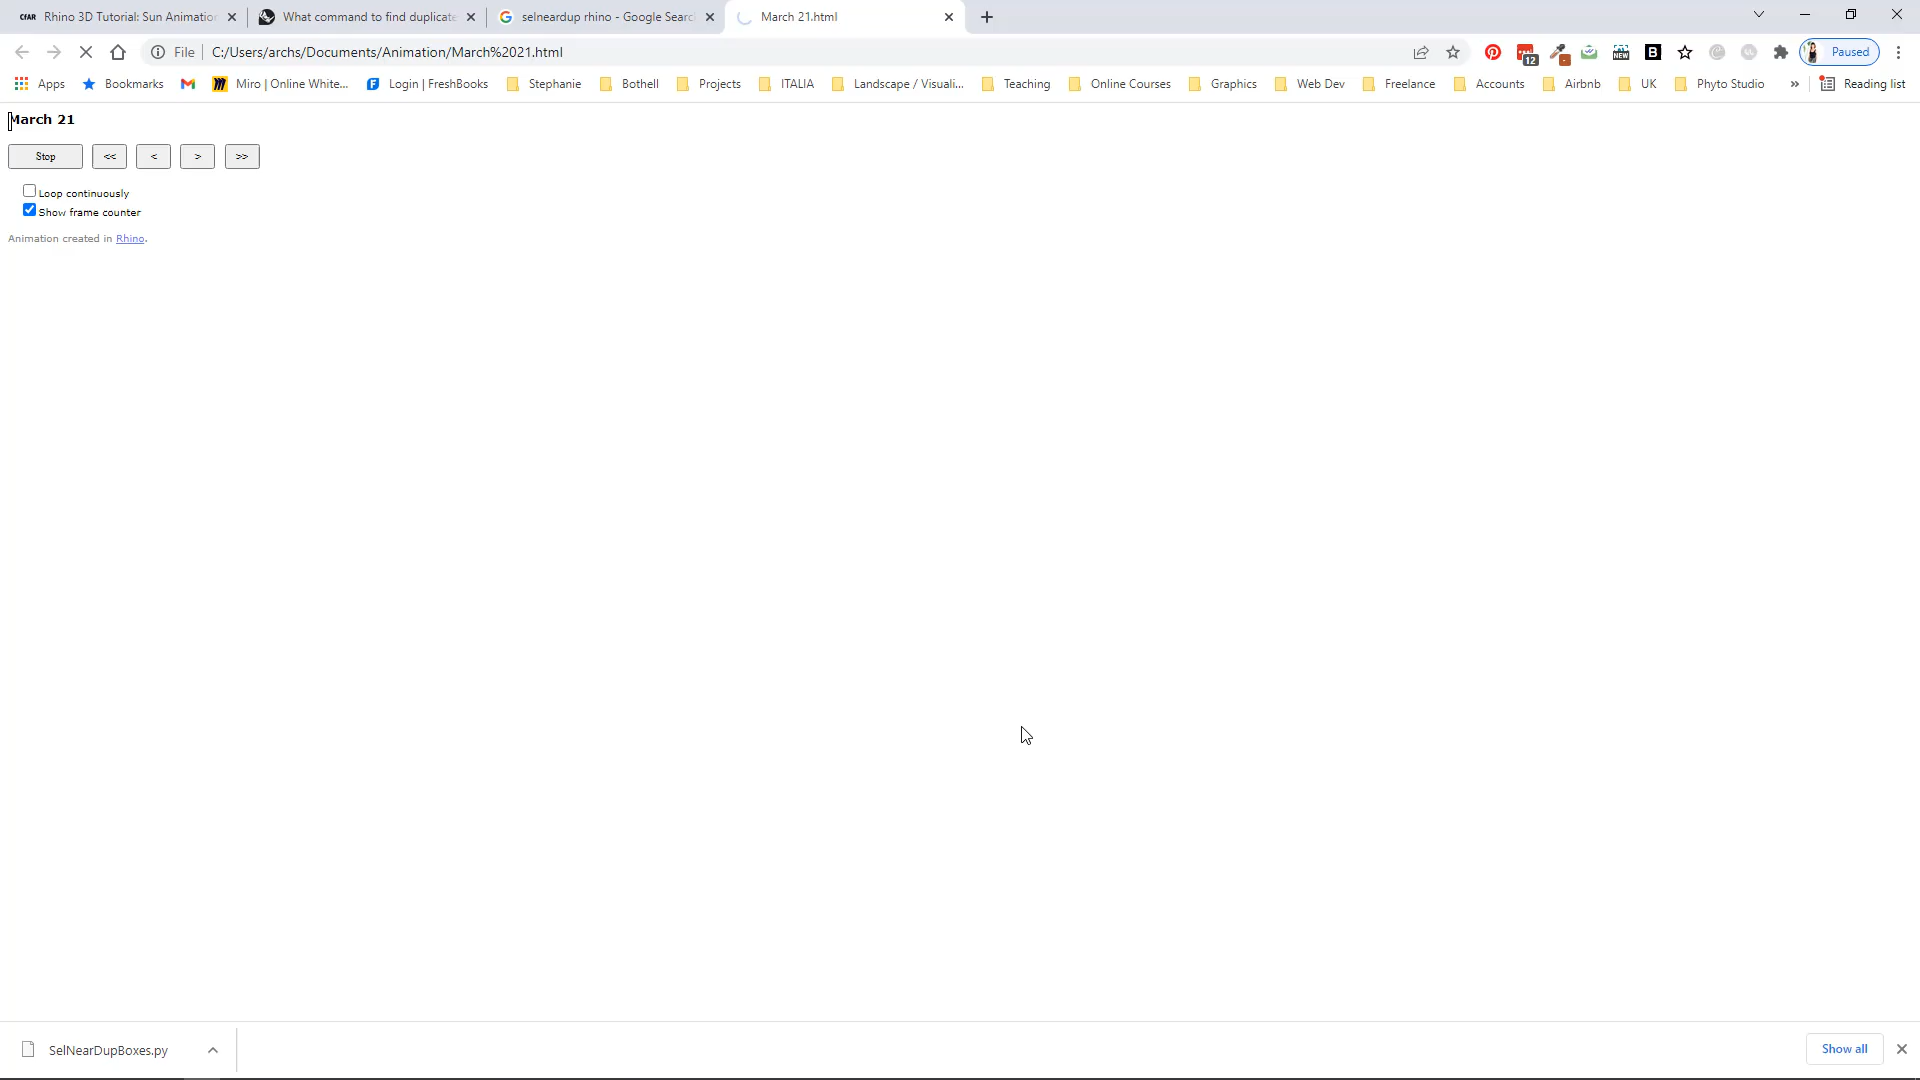 CfAR Rhino 3D Tutorial: Sun Animatio
What command to find duplicate
selneardup rhino - Google Searc
March 21.html
File C:/Users/archs/Documents/Animation/March%2021.html
12
NEW
B
Paused
Apps Bookmarks Miro | Online White... Login | FreshBooks Stephanie Bothell Projects ITALIA Landscape / Visuali... Teaching Online Courses Graphics Web Dev Freelance Accounts Airbnb UK Phyto Studio » Reading list
March 21
Stop << < > >>
Loop continuously
Show frame counter
Animation created in Rhino.
SelNearDupBoxes.py
Show all